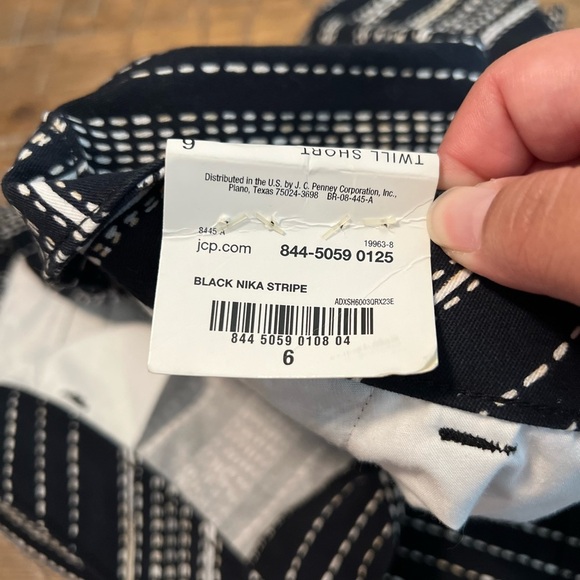 6 TWILL SHORT
Distributed in the U.S. by J. C. Penney Corporation, Inc.,
Plano, Texas 75024-3698 BR-08-445-A
8445 A 19963-8
jcp.com 844-5059 0125
BLACK NIKA STRIPE
ADXSH6003QRX23E
844 5059 0108 04
6